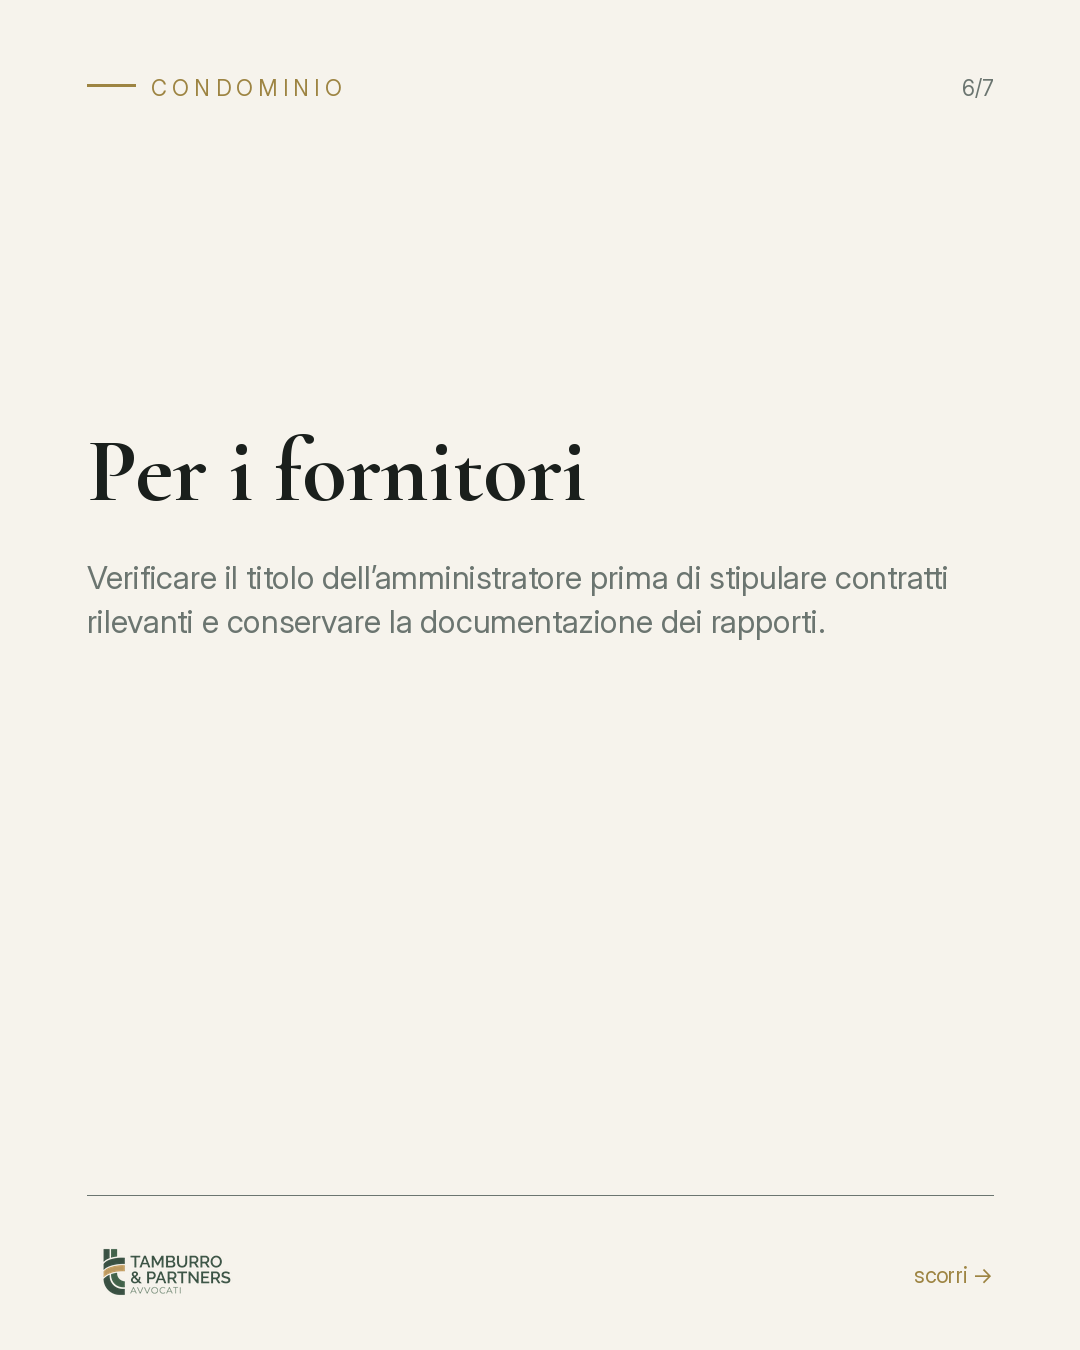 CONDOMINIO
6/7
Per i fornitori
Verificare il titolo dell’amministratore prima di stipulare contratti
rilevanti e conservare la documentazione dei rapporti.
TAMBURRO
& PARTNERS
AVVOCATI
scorri →